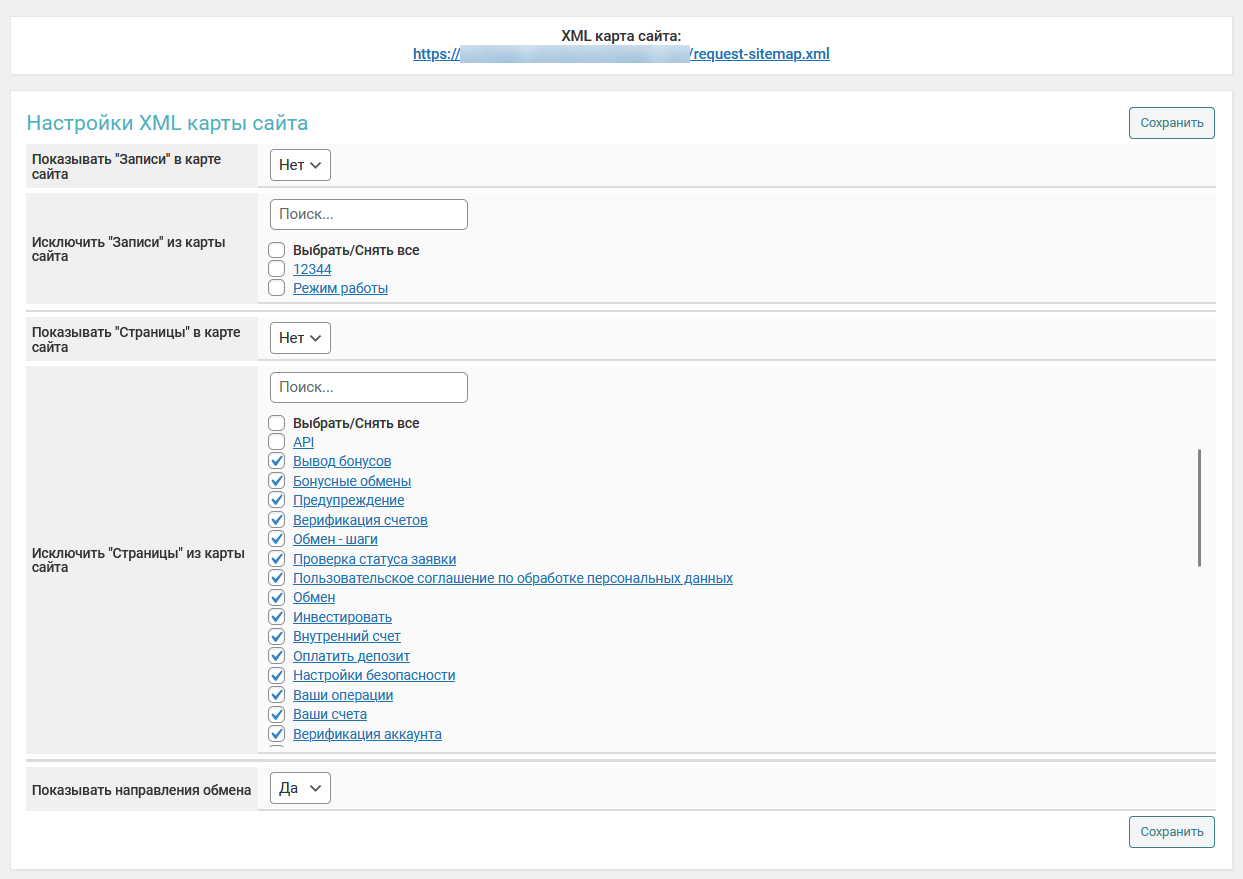 XML карта сайта:
https:// /request-sitemap.xml
Настройки XML карты сайта
Сохранить
Показывать "Записи" в карте
сайта
Нет
Исключить "Записи" из карты
сайта
Поиск...
Выбрать/Снять все
12344
Режим работы
Показывать "Страницы" в карте
сайта
Нет
Исключить "Страницы" из карты
сайта
Поиск...
Выбрать/Снять все
API
Вывод бонусов
Бонусные обмены
Предупреждение
Верификация счетов
Обмен - шаги
Проверка статуса заявки
Пользовательское соглашение по обработке персональных данных
Обмен
Инвестировать
Внутренний счет
Оплатить депозит
Настройки безопасности
Ваши операции
Ваши счета
Верификация аккаунта
Показывать направления обмена
Да
Сохранить